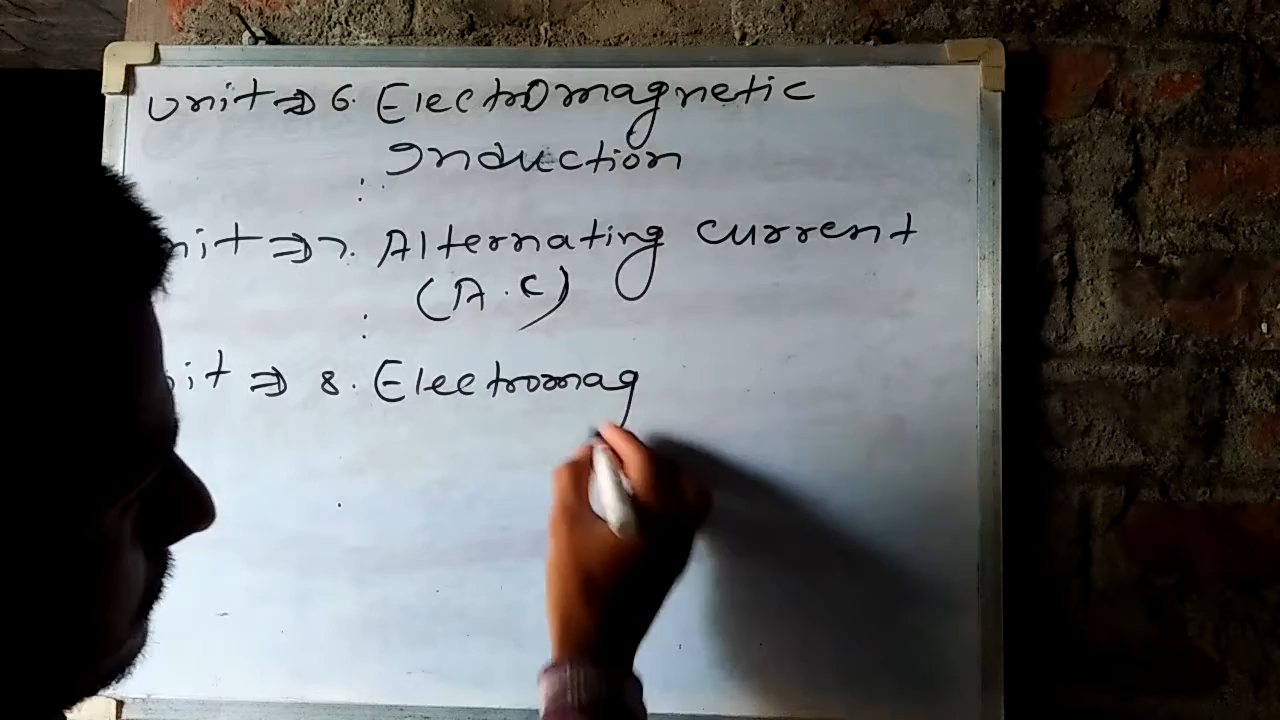 Unit ⇒ 6. Electromagnetic
Induction
nit ⇒ 7. Alternating current
(A.C)
it ⇒ 8. Electromag